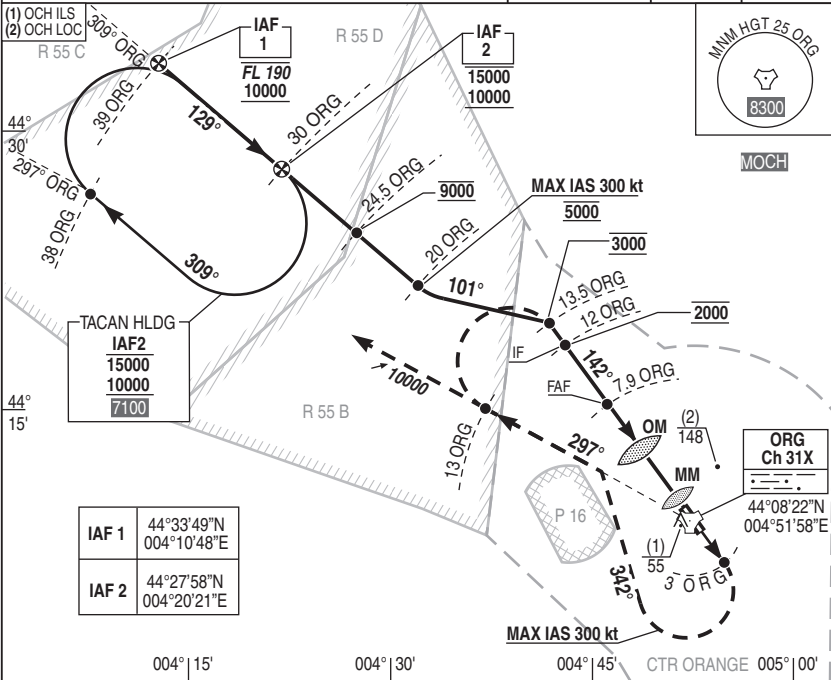 (1) OCH ILS
(2) OCH LOC
R 55 C
309° ORG
39 ORG
IAF
1
FL 190
10000
R 55 D
IAF
2
15000
10000
MNM HGT 25 ORG
8300
MOCH
44°
30'
129°
30 ORG
297° ORG
38 ORG
24.5 ORG
9000
MAX IAS 300 kt
5000
20 ORG
3000
309°
101°
13.5 ORG
12 ORG
2000
TACAN HLDG
IAF2
15000
10000
7100
10000
IF
142°
7.9 ORG
FAF
44°
15'
R 55 B
13 ORG
297°
OM
(2)
148
ORG
Ch 31X
MM
44°08'22"N
004°51'58"E
P 16
(1)
55
3 ORG
IAF 1
44°33'49"N
004°10'48"E
IAF 2
44°27'58"N
004°20'21"E
342°
MAX IAS 300 kt
004° 15'
004° 30'
004° 45'
CTR ORANGE
005° 00'